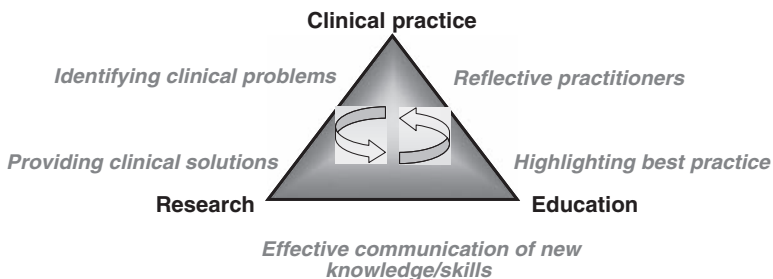 Clinical practice
Identifying clinical problems
Reflective practitioners
Providing clinical solutions
Highlighting best practice
Research
Education
Effective communication of new
knowledge/skills